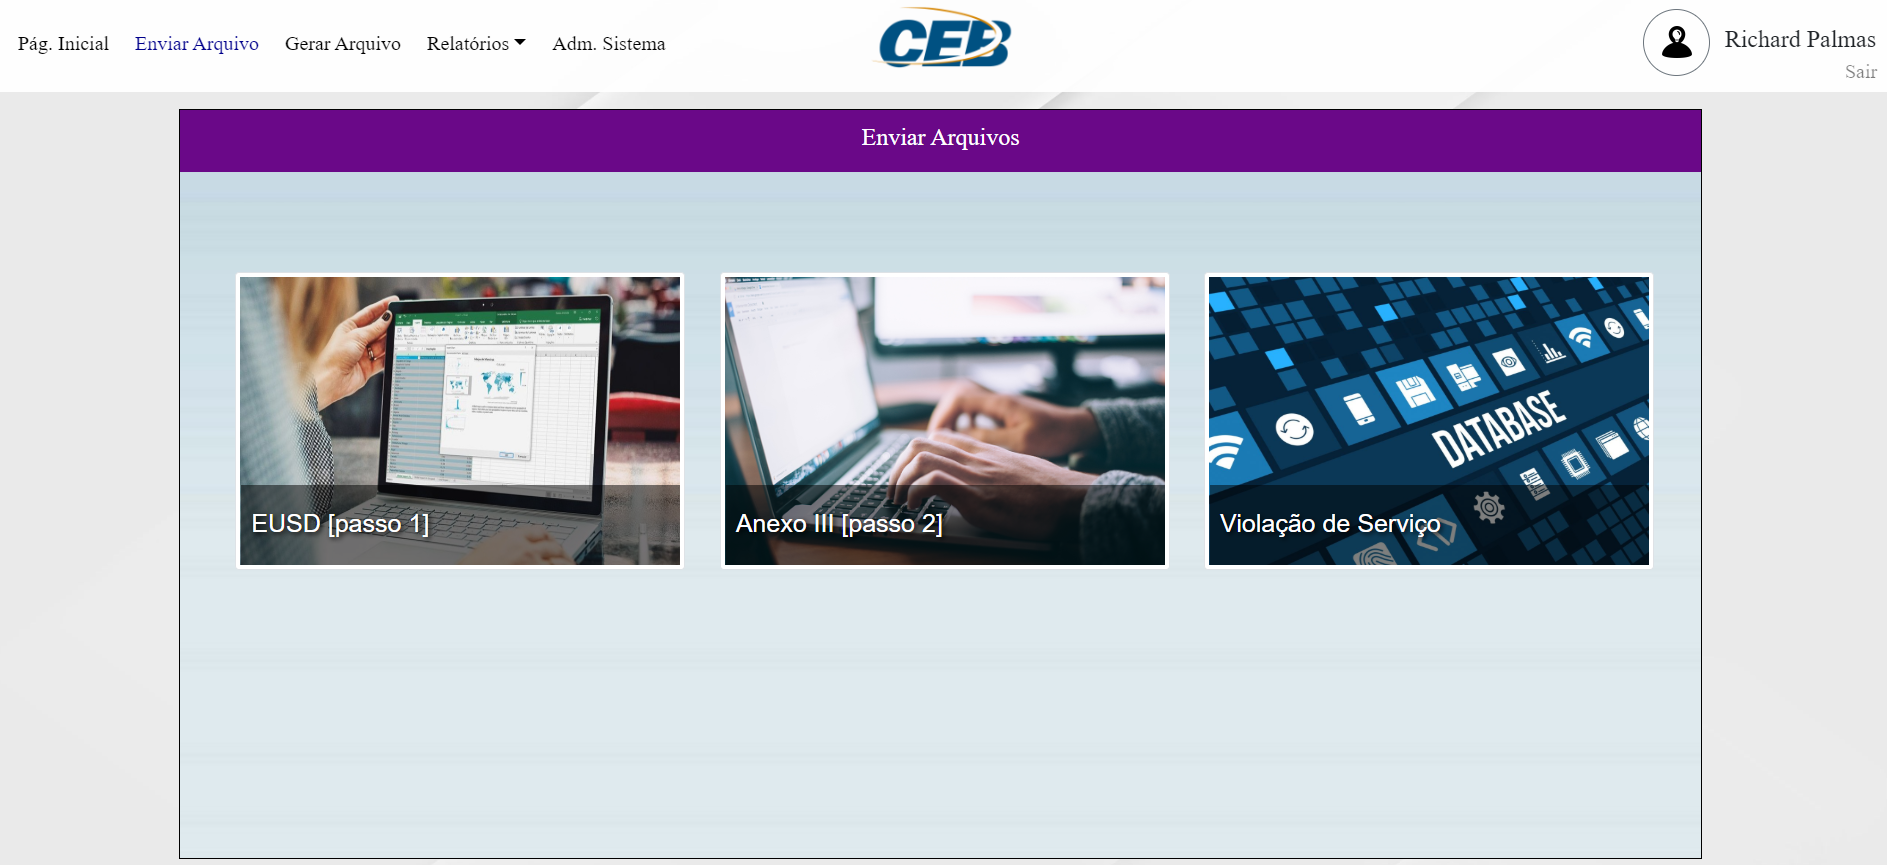 Pág. Inicial
Enviar Arquivo
Gerar Arquivo
Relatórios
Adm. Sistema
CEB
Richard Palmas
Sair
Enviar Arquivos
DATABASE
EUSD [passo 1]
Anexo III [passo 2]
Violação de Serviço